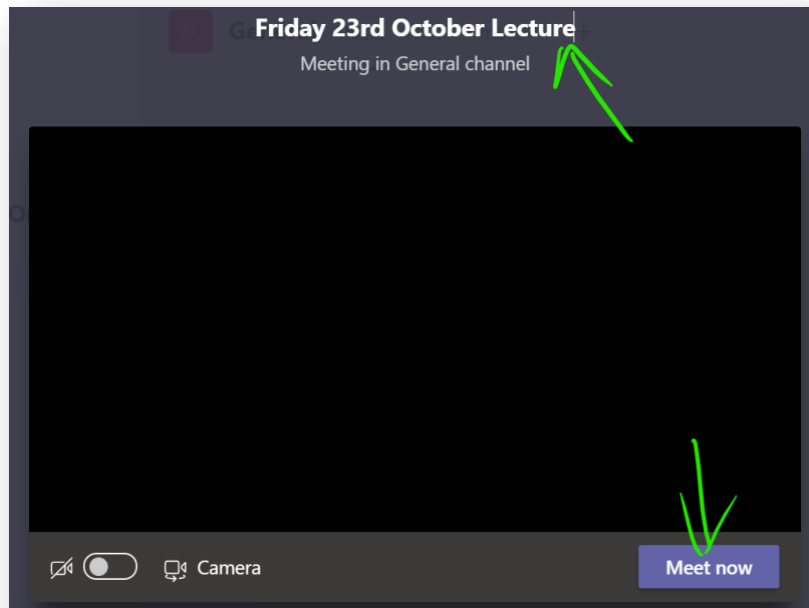 Friday 23rd October Lecture
Meeting in General channel
Camera
Meet now